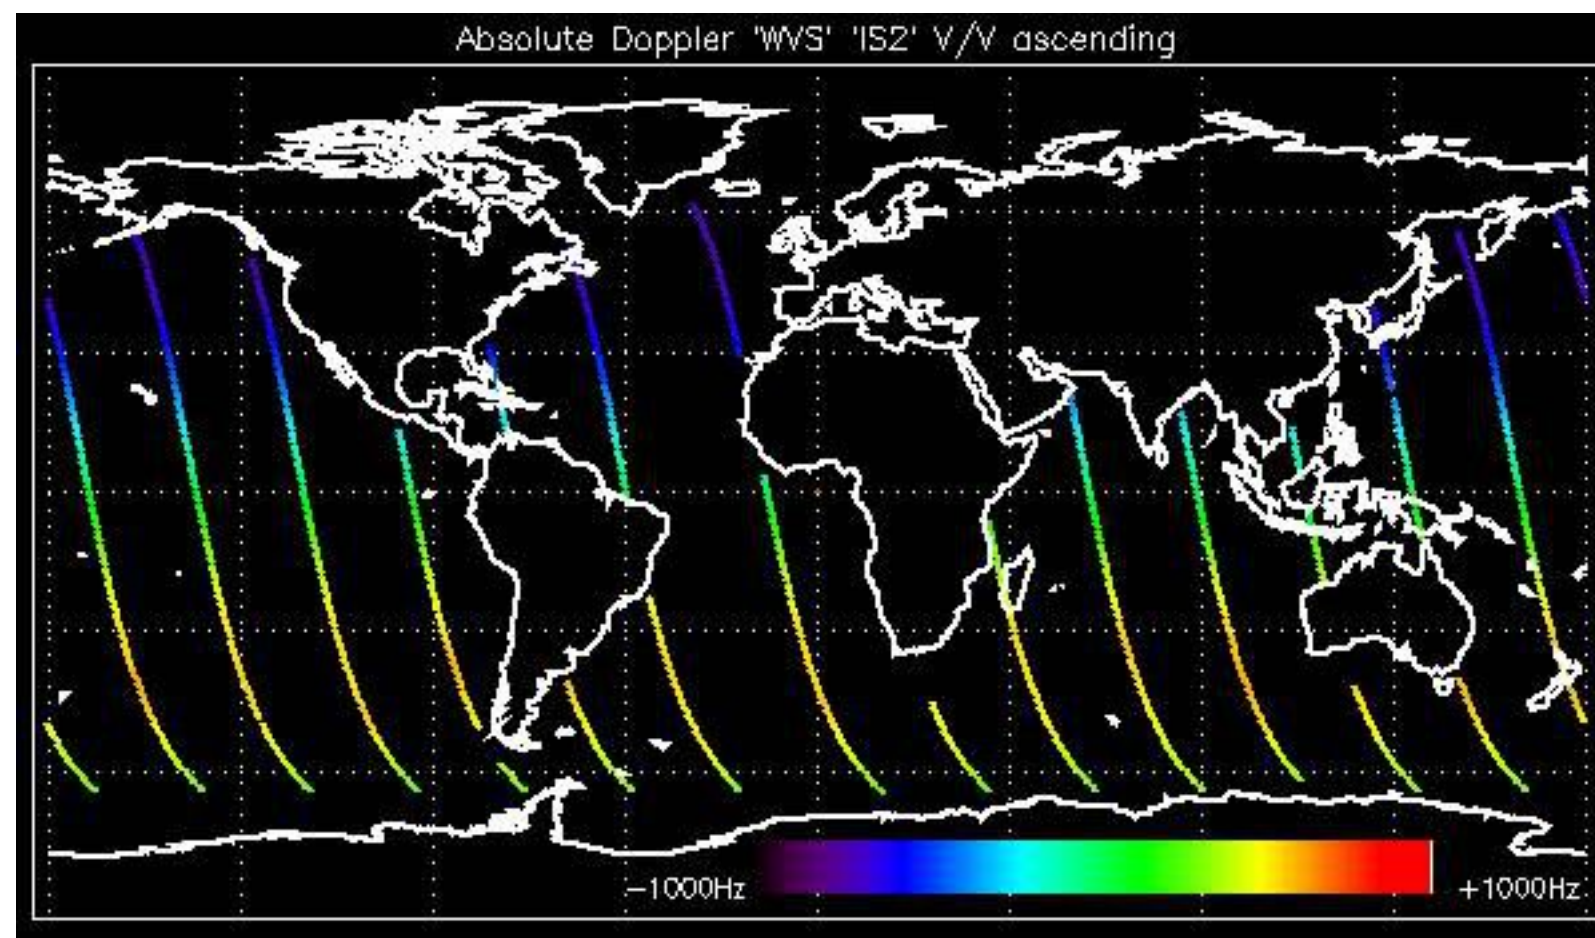 Absolute Doppler 'WVS' 'IS2' V/V ascending
−1000Hz +1000Hz